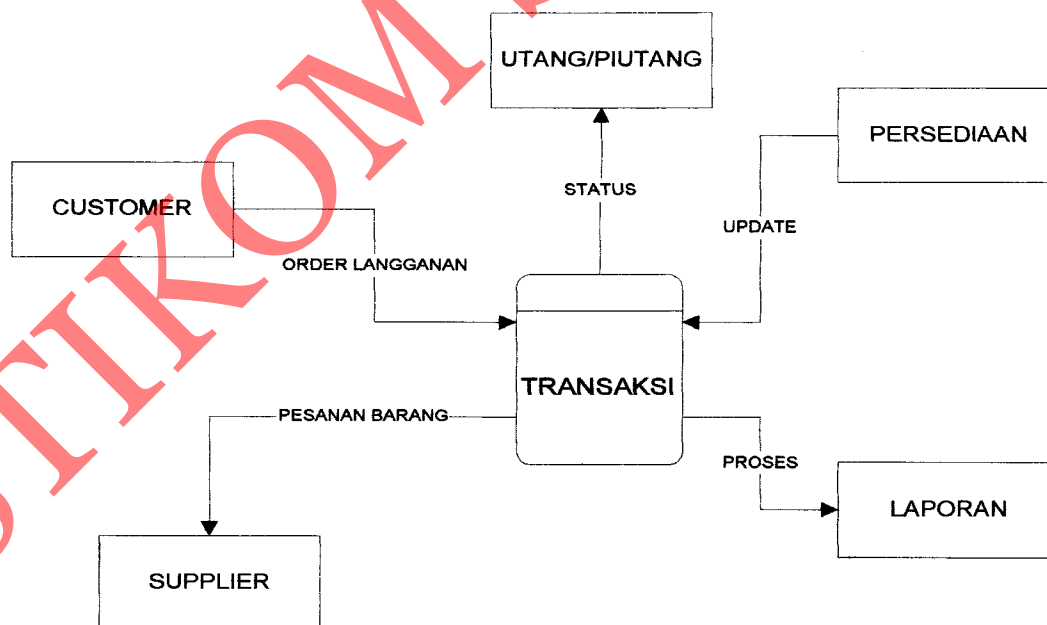 UTANG/PIUTANG
PERSEDIAAN
CUSTOMER
STATUS
UPDATE
ORDER LANGGANAN
TRANSAKSI
PESANAN BARANG
PROSES
LAPORAN
SUPPLIER
STIKOM